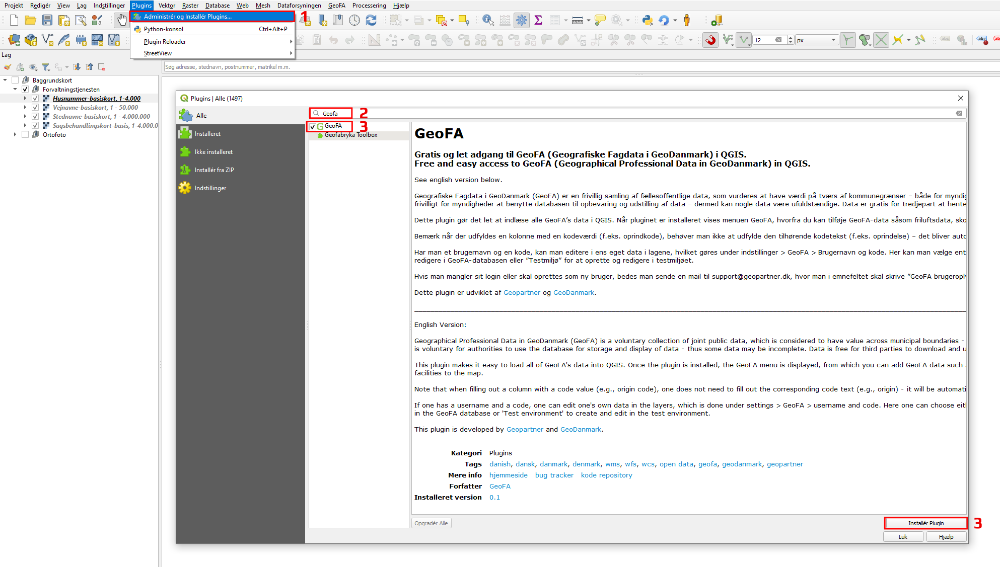 Projekt Redigér View Lag Indstillinger Plugins Vektor Raster Database Web Mesh Dataforsyningen GeoFA Processering Hjælp
Administrér og Installér Plugins... 1
Python-konsol Ctrl+Alt+P
Plugin Reloader
StreetView
12 px
abc
Lag
Søg adresse, stednavn, postnummer, matrikel m.m.
Baggrundskort
Forvaltningstjenesten
Husnummer-basiskort, 1-4.000
Vejnavne-basiskort, 1 - 50.000
Stednavne-basiskort, 1 - 4.000.000
Sagsbehandlingskort-basis, 1-4.000.0
Ortofoto
Plugins | Alle (1497)
Alle
Installeret
Ikke installeret
Installér fra ZIP
Indstillinger
Geofa 2
GeoFA 3
Geofabryka Toolbox
GeoFA
Gratis og let adgang til GeoFA (Geografiske Fagdata i GeoDanmark) i QGIS.
Free and easy access to GeoFA (Geographical Professional Data in GeoDanmark) in QGIS.
See english version below.
Geografiske Fagdata i GeoDanmark (GeoFA) er en frivillig samling af fællesoffentlige data, som vurderes at have værdi på tværs af kommunegrænser – både for myndig
frivilligt for myndigheder at benytte databasen til opbevaring og udstilling af data – dermed kan nogle data være ufuldstændige. Data er gratis for tredjepart at hente
Dette plugin gør det let at indlæse alle GeoFA’s data i QGIS. Når pluginet er installeret vises menuen GeoFA, hvorfra du kan tilføje GeoFA-data såsom friluftsdata, sko
Bemærk når der udfyldes en kolonne med en kodeværdi (f.eks. oprindkode), behøver man ikke at udfylde den tilhørende kodetekst (f.eks. oprindelse) – det bliver auto
Har man et brugernavn og en kode, kan man editere i ens eget data i lagene, hvilket gøres under indstillinger > GeoFA > Brugernavn og kode. Her kan man vælge ent
redigere i GeoFA-databasen eller ”Testmiljø” for at oprette og redigere i testmiljøet.
Hvis man mangler sit login eller skal oprettes som ny bruger, bedes man sende en mail til support@geopartner.dk, hvor man i emnefeltet skal skrive ”GeoFA brugeroply
Dette plugin er udviklet af Geopartner og GeoDanmark.
English Version:
Geographical Professional Data in GeoDanmark (GeoFA) is a voluntary collection of joint public data, which is considered to have value across municipal boundaries -
is voluntary for authorities to use the database for storage and display of data - thus some data may be incomplete. Data is free for third parties to download and u
This plugin makes it easy to load all of GeoFA's data into QGIS. Once the plugin is installed, the GeoFA menu is displayed, from which you can add GeoFA data such
facilities to the map.
Note that when filling out a column with a code value (e.g., origin code), one does not need to fill out the corresponding code text (e.g., origin) - it will be automati
If one has a username and a code, one can edit one's own data in the layers, which is done under settings > GeoFA > username and code. Here one can choose eit
in the GeoFA database or 'Test environment' to create and edit in the test environment.
This plugin is developed by Geopartner and GeoDanmark.
Kategori Plugins
Tags danish, dansk, danmark, denmark, wms, wfs, wcs, open data, geofa, geodanmark, geopartner
Mere info hjemmeside bug tracker kode repository
Forfatter GeoFA
Installeret version 0.1
Opgradér Alle
Installér Plugin 3
Luk Hjælp